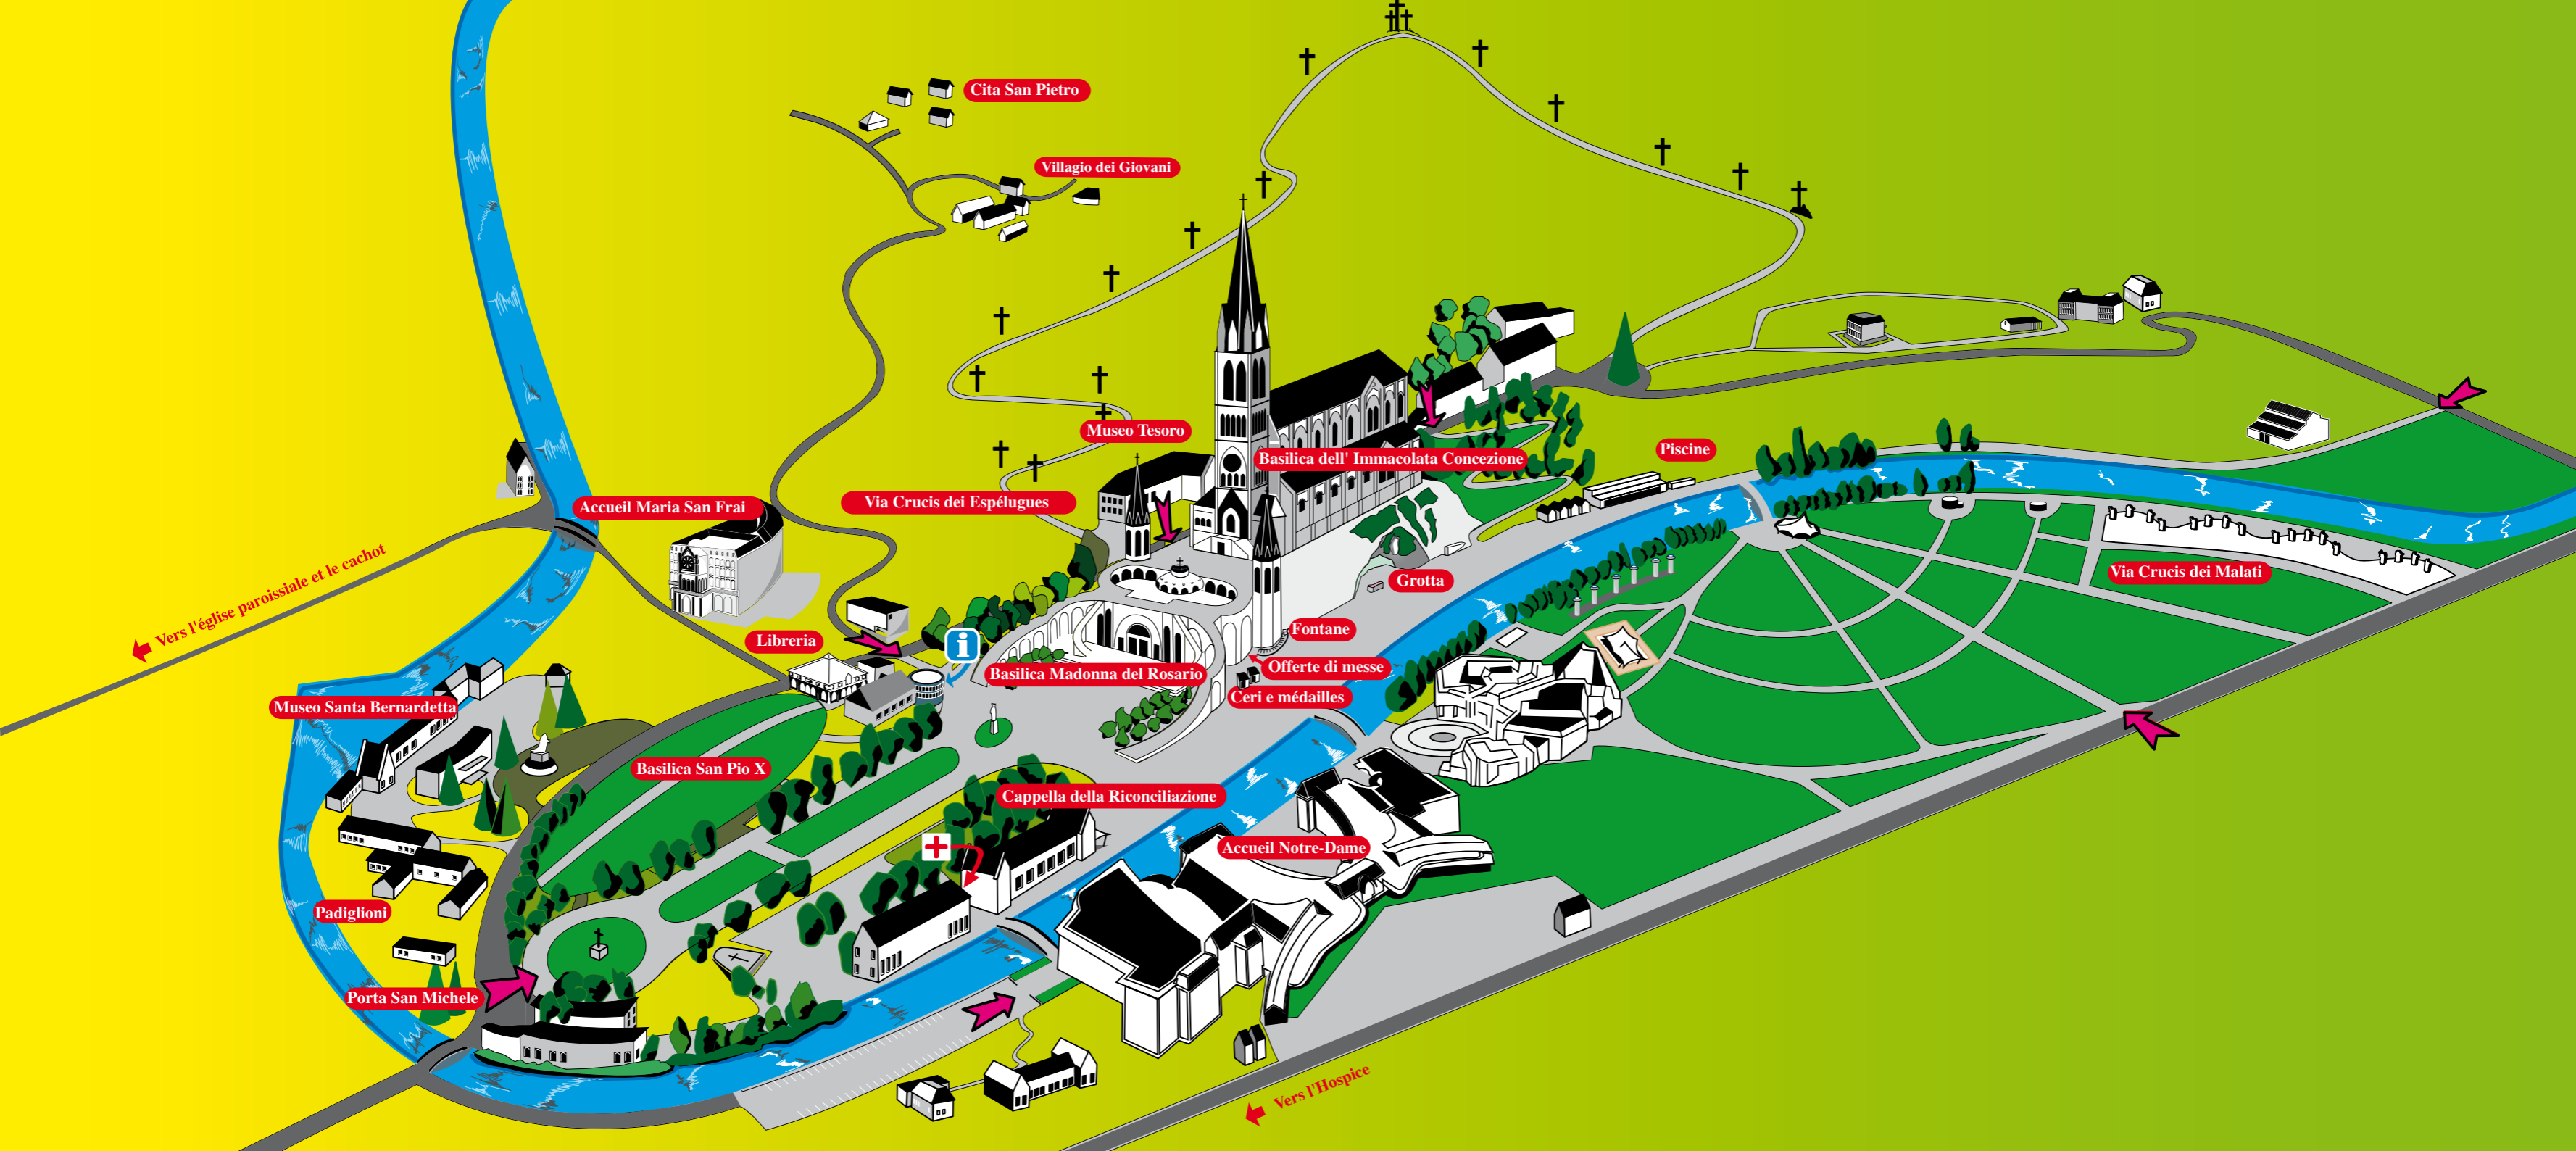 Cita San Pietro
Villagio dei Giovani
Museo Tesoro
Basilica dell' Immacolata Concezione
Piscine
Via Crucis dei Espélugues
Accueil Maria San Frai
Vers l'église paroissiale et le cachot
Via Crucis dei Malati
Grotta
Libreria
i
Fontane
Offerte di messe
Basilica Madonna del Rosario
Ceri e médailles
Museo Santa Bernardetta
Basilica San Pio X
Cappella della Riconciliazione
Accueil Notre-Dame
Padiglioni
Porta San Michele
Vers l'Hospice